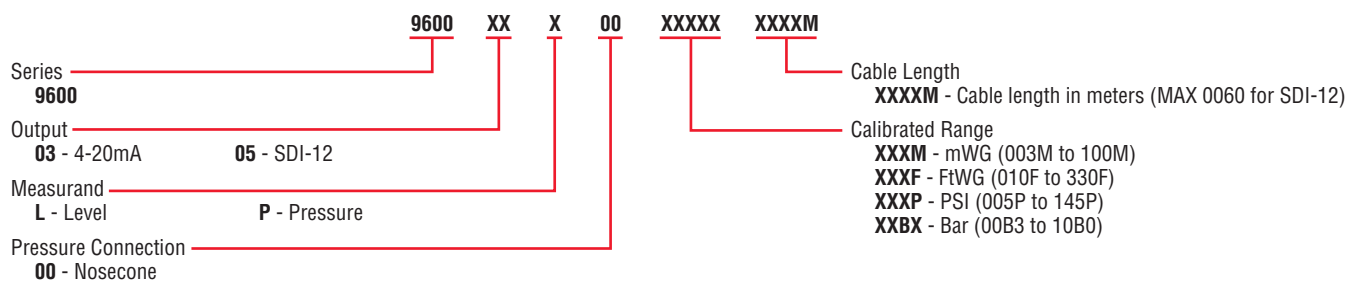 9600 XX X 00 XXXXX XXXXM
Series
9600
Output
03 - 4-20mA 05 - SDI-12
Measurand
L - Level P - Pressure
Pressure Connection
00 - Nosecone
Cable Length
XXXXM - Cable length in meters (MAX 0060 for SDI-12)
Calibrated Range
XXXM - mWG (003M to 100M)
XXXF - FtWG (010F to 330F)
XXXP - PSI (005P to 145P)
XXBX - Bar (00B3 to 10B0)